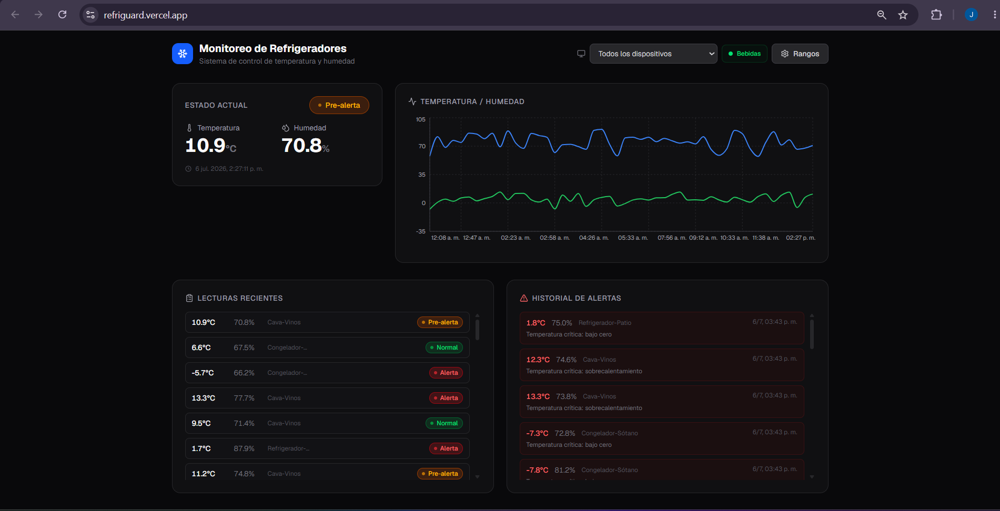 refriguard.vercel.app
J
Monitoreo de Refrigeradores
Sistema de control de temperatura y humedad
Todos los dispositivos
Bebidas
Rangos
ESTADO ACTUAL
Pre-alerta
Temperatura
Humedad
10.9°C
70.8%
6 jul. 2026, 2:27:11 p. m.
TEMPERATURA / HUMEDAD
105
70
35
0
-35
12:08 a. m. 12:47 a. m. 02:23 a. m. 02:58 a. m. 04:26 a. m. 05:33 a. m. 07:56 a. m. 09:12 a. m. 10:33 a. m. 11:38 a. m. 02:27 p. m.
LECTURAS RECIENTES
10.9°C 70.8% Cava-Vinos Pre-alerta
6.6°C 67.5% Congelador-... Normal
-5.7°C 66.2% Congelador-... Alerta
13.3°C 77.7% Cava-Vinos Alerta
9.5°C 71.4% Cava-Vinos Normal
1.7°C 87.9% Refrigerador-... Alerta
11.2°C 74.8% Cava-Vinos Pre-alerta
HISTORIAL DE ALERTAS
1.8°C 75.0% Refrigerador-Patio 6/7, 03:43 p. m.
Temperatura crítica: bajo cero
12.3°C 74.6% Cava-Vinos 6/7, 03:43 p. m.
Temperatura crítica: sobrecalentamiento
13.3°C 73.8% Cava-Vinos 6/7, 03:43 p. m.
Temperatura crítica: sobrecalentamiento
-7.3°C 72.8% Congelador-Sótano 6/7, 03:43 p. m.
Temperatura crítica: bajo cero
-7.8°C 81.2% Congelador-Sótano 6/7, 03:43 p. m.